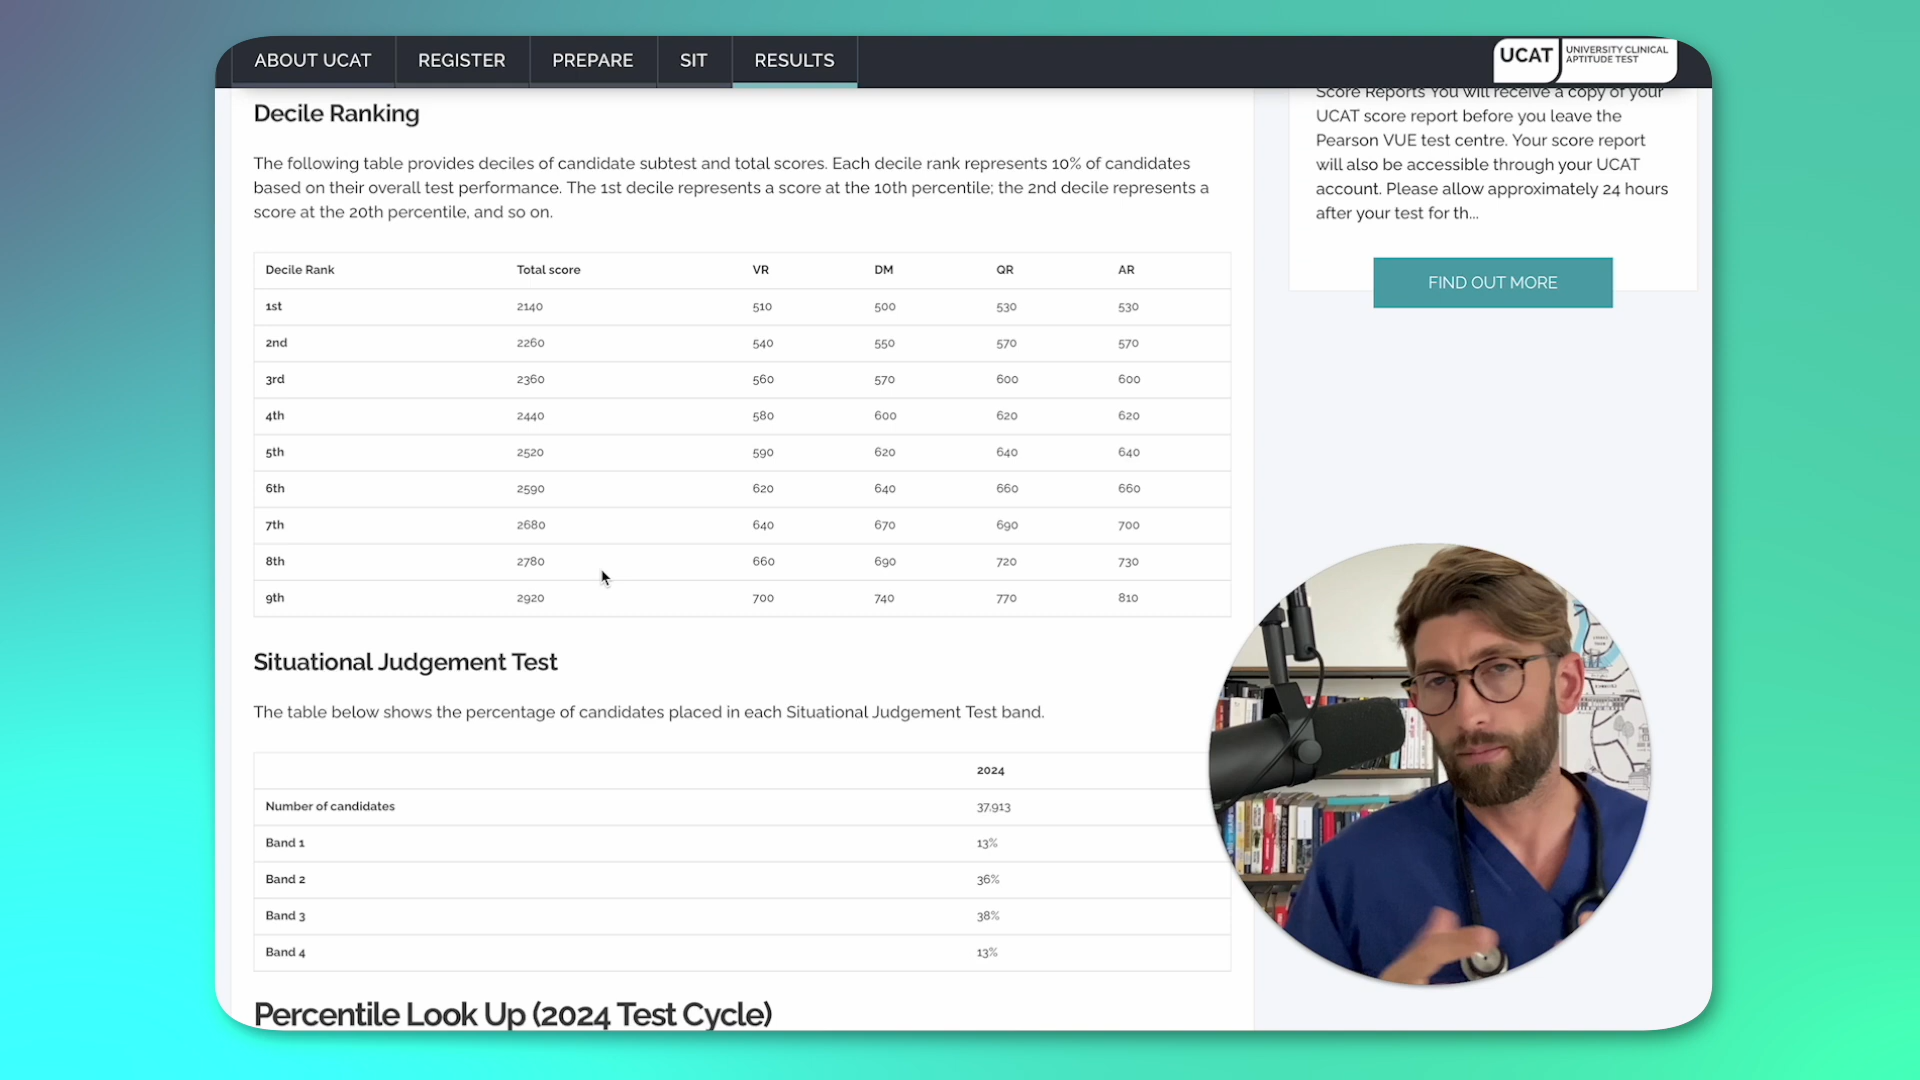 ABOUT UCAT REGISTER PREPARE SIT RESULTS
UCAT UNIVERSITY CLINICAL
APTITUDE TEST
Decile Ranking
The following table provides deciles of candidate subtest and total scores. Each decile rank represents 10% of candidates
based on their overall test performance. The 1st decile represents a score at the 10th percentile; the 2nd decile represents a
score at the 20th percentile, and so on.
Decile Rank Total score VR DM QR AR
1st 2140 510 500 530 530
2nd 2260 540 550 570 570
3rd 2360 560 570 600 600
4th 2440 580 600 620 620
5th 2520 590 620 640 640
6th 2590 620 640 660 660
7th 2680 640 670 690 700
8th 2780 660 690 720 730
9th 2920 700 740 770 810
Situational Judgement Test
The table below shows the percentage of candidates placed in each Situational Judgement Test band.
2024
Number of candidates 37,913
Band 1 13%
Band 2 36%
Band 3 38%
Band 4 13%
Percentile Look Up (2024 Test Cycle)
Score Reports You will receive a copy of your
UCAT score report before you leave the
Pearson VUE test centre. Your score report
will also be accessible through your UCAT
account. Please allow approximately 24 hours
after your test for th...
FIND OUT MORE